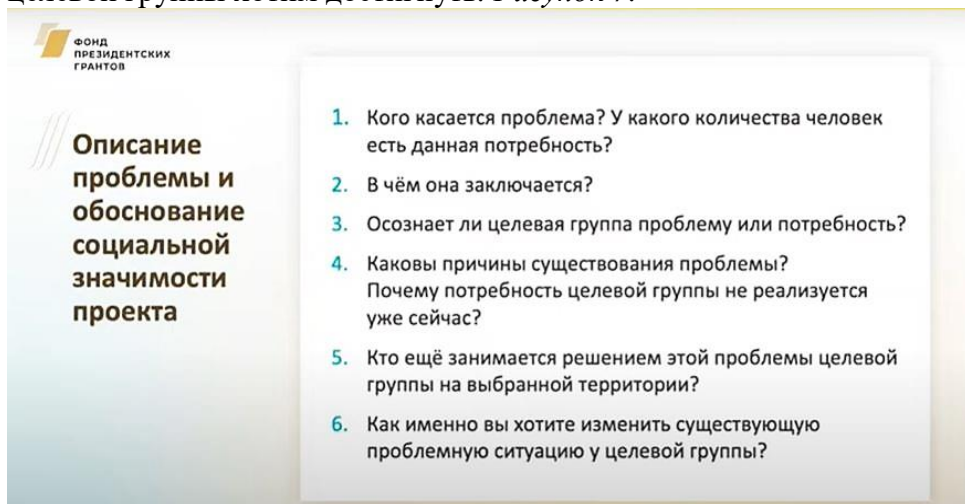 ФОНД
ПРЕЗИДЕНТСКИХ
ГРАНТОВ
Описание
проблемы и
обоснование
социальной
значимости
проекта
1. Кого касается проблема? У какого количества человек
есть данная потребность?
2. В чём она заключается?
3. Осознает ли целевая группа проблему или потребность?
4. Каковы причины существования проблемы?
Почему потребность целевой группы не реализуется
уже сейчас?
5. Кто ещё занимается решением этой проблемы целевой
группы на выбранной территории?
6. Как именно вы хотите изменить существующую
проблемную ситуацию у целевой группы?